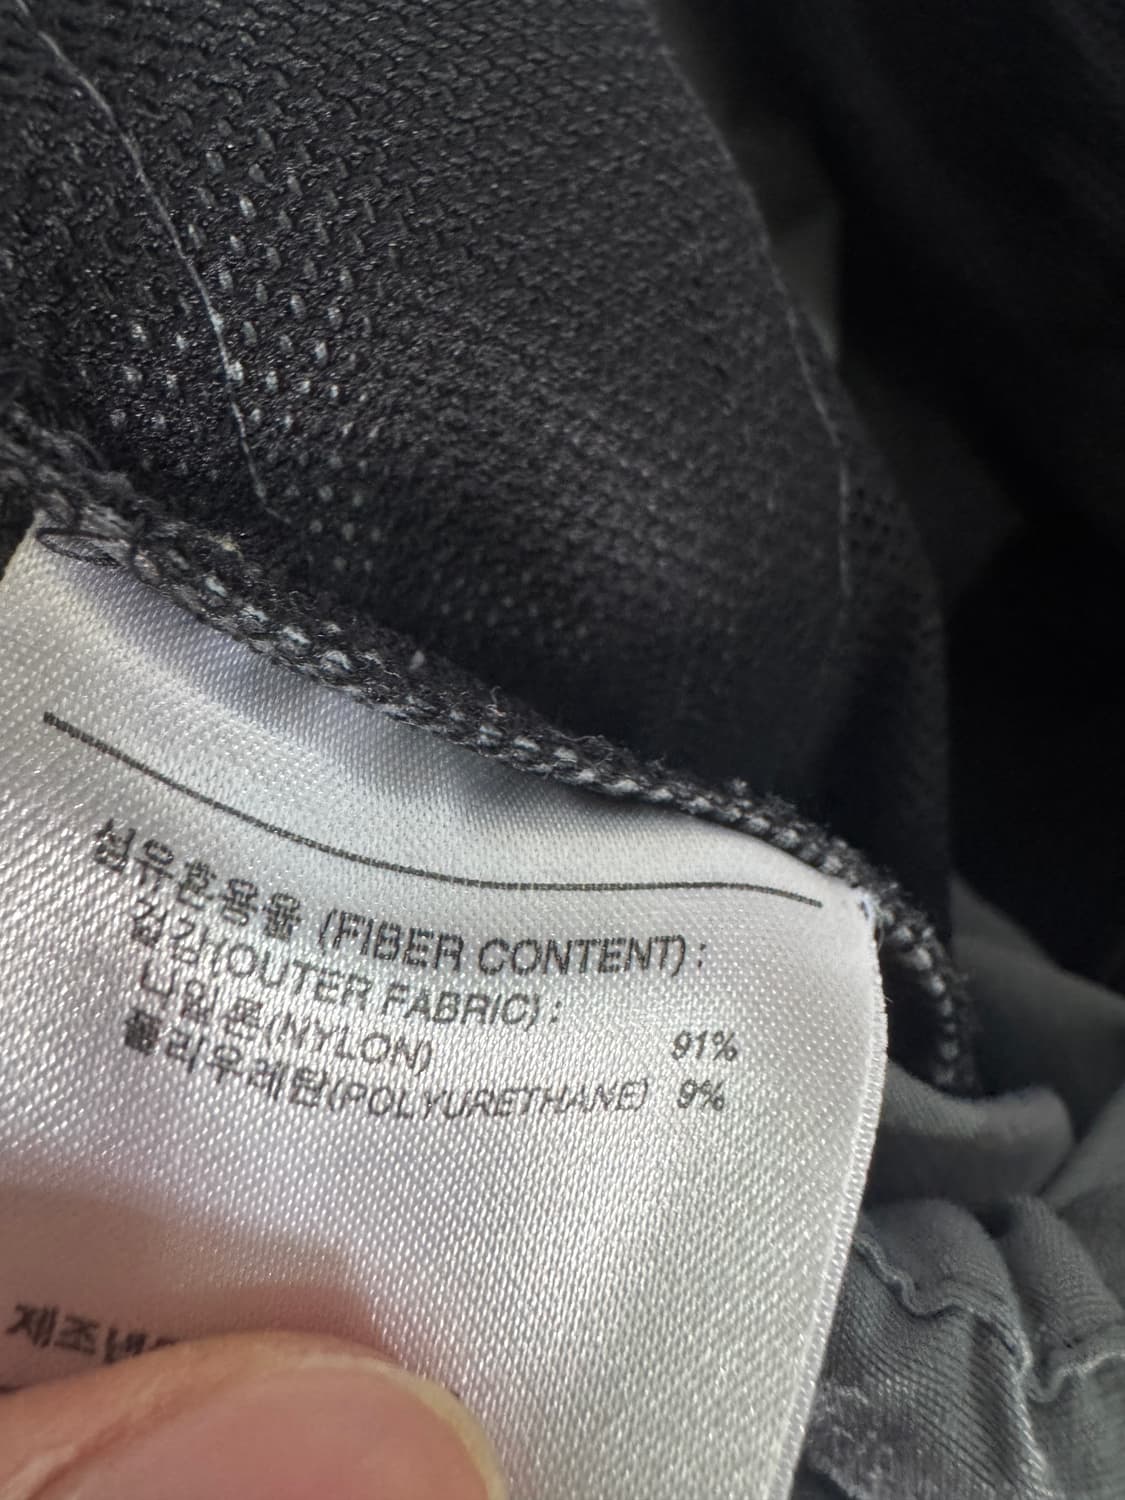 섬유혼용율 (FIBER CONTENT) :
겉감(OUTER FABRIC) :
나일론(NYLON) 91%
폴리우레탄(POLYURETHANE) 9%